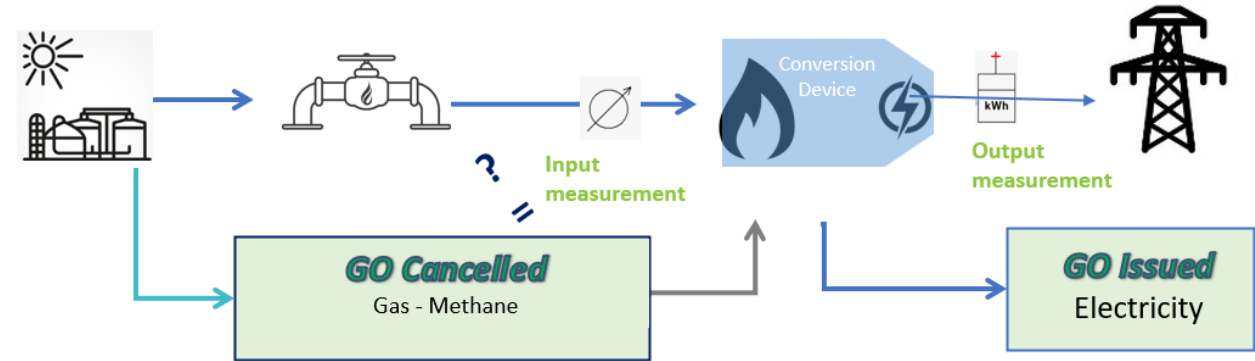 Conversion
Device
kWh
?
=
Input
measurement
Output
measurement
GO Cancelled
Gas - Methane
GO Issued
Electricity